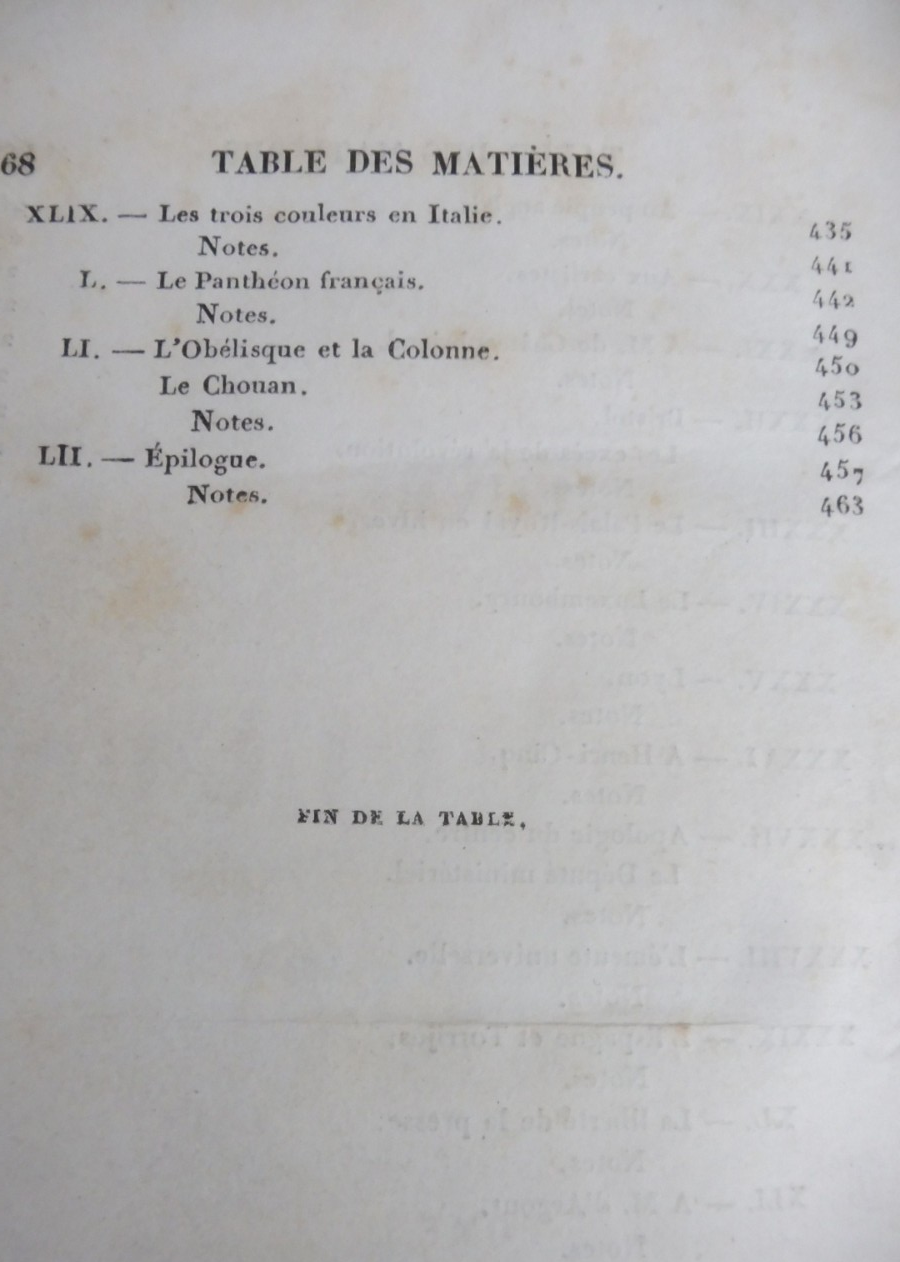 68 TABLE DES MATIÈRES.
XLIX. — Les trois couleurs en Italie. 435
Notes. 441
L. — Le Panthéon français. 442
Notes. 449
LI. — L'Obélisque et la Colonne. 450
Le Chouan. 453
Notes. 456
LII. — Épilogue. 457
Notes. 463
FIN DE LA TABLE.